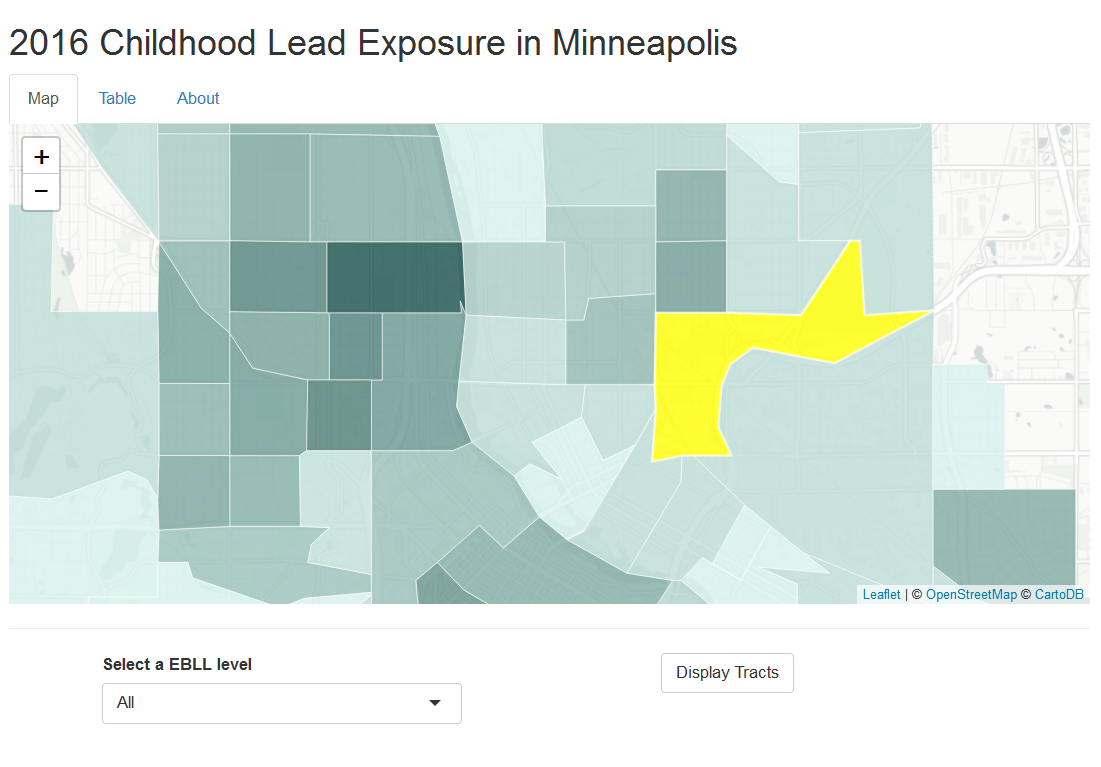 2016 Childhood Lead Exposure in Minneapolis
Map Table About
+
−
Leaflet | © OpenStreetMap © CartoDB
Select a EBLL level
All
Display Tracts